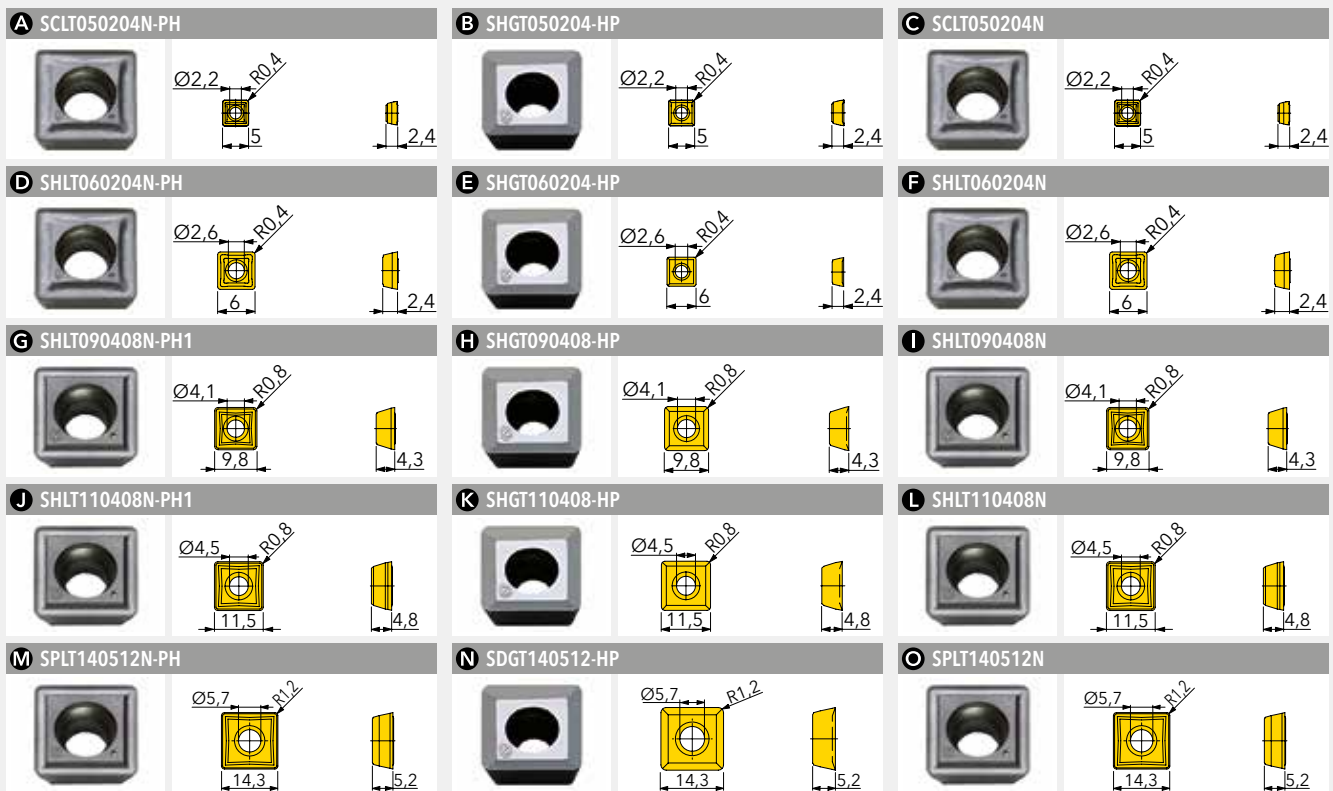 A SCLT050204N-PH
Ø2,2
R0,4
5
2,4
B SHGT050204-HP
Ø2,2
R0,4
5
2,4
C SCLT050204N
Ø2,2
R0,4
5
2,4
D SHLT060204N-PH
Ø2,6
R0,4
6
2,4
E SHGT060204-HP
Ø2,6
R0,4
6
2,4
F SHLT060204N
Ø2,6
R0,4
6
2,4
G SHLT090408N-PH1
Ø4,1
R0,8
9,8
4,3
H SHGT090408-HP
Ø4,1
R0,8
9,8
4,3
I SHLT090408N
Ø4,1
R0,8
9,8
4,3
J SHLT110408N-PH1
Ø4,5
R0,8
11,5
4,8
K SHGT110408-HP
Ø4,5
R0,8
11,5
4,8
L SHLT110408N
Ø4,5
R0,8
11,5
4,8
M SPLT140512N-PH
Ø5,7
R1,2
14,3
5,2
N SDGT140512-HP
Ø5,7
R1,2
14,3
5,2
O SPLT140512N
Ø5,7
R1,2
14,3
5,2